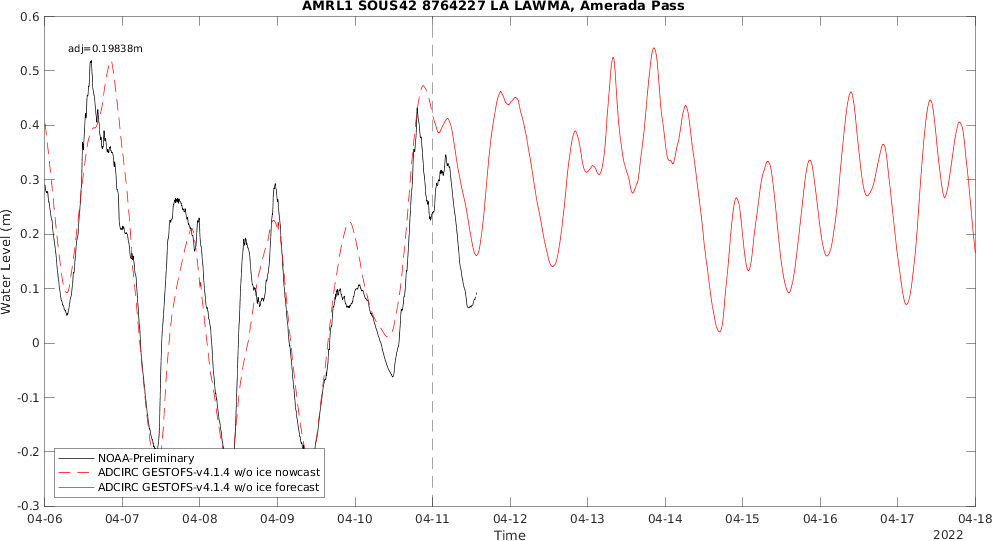 AMRL1 SOUS42 8764227 LA LAWMA, Amerada Pass
adj=0.19838m
Water Level (m)
0.6
0.5
0.4
0.3
0.2
0.1
0
-0.1
-0.2
-0.3
NOAA-Preliminary
ADCIRC GESTOFS-v4.1.4 w/o ice nowcast
ADCIRC GESTOFS-v4.1.4 w/o ice forecast
04-06 04-07 04-08 04-09 04-10 04-11 04-12 04-13 04-14 04-15 04-16 04-17 04-18
Time
2022